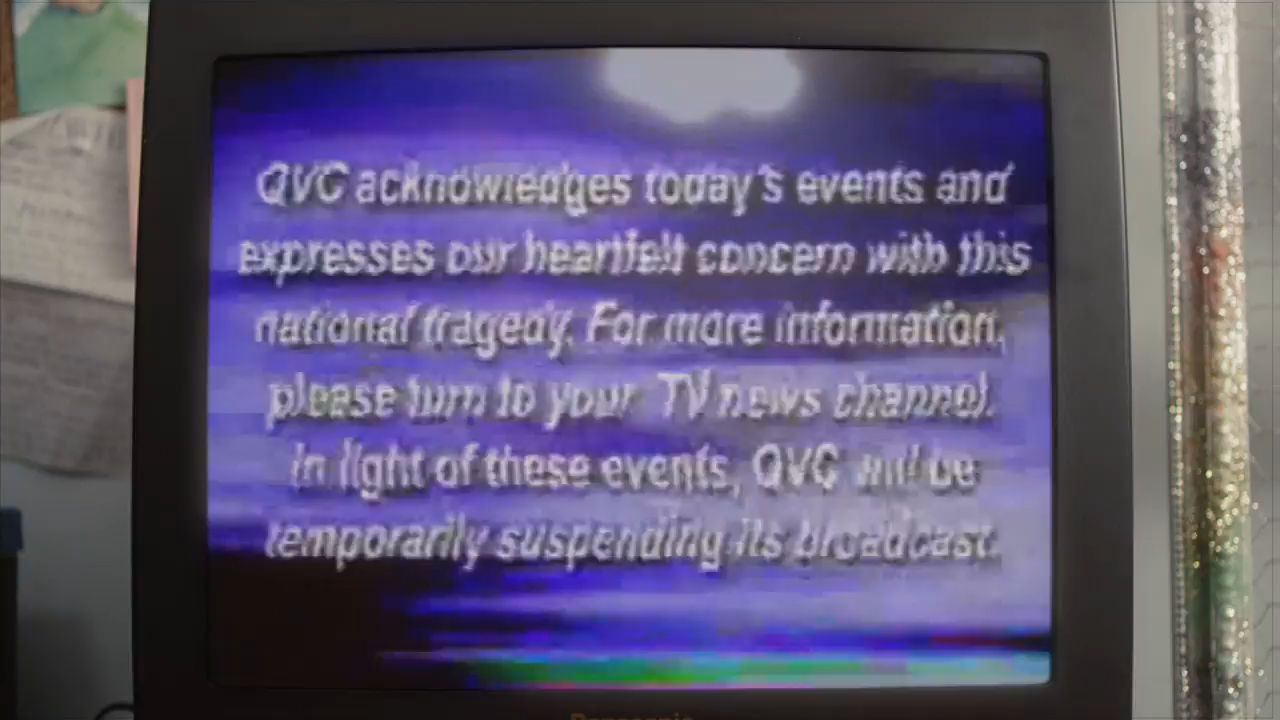 QVC acknowledges today's events and
expresses our heartfelt concern with this
national tragedy. For more information,
please turn to your TV news channel.
In light of these events, QVC will be
temporarily suspending its broadcast.
Panasonic